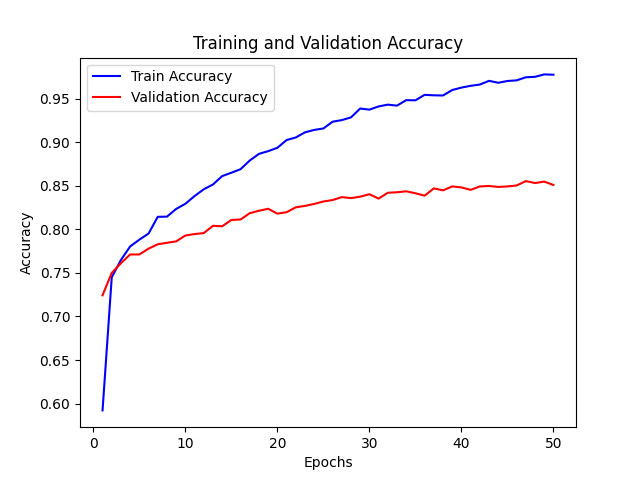 Training and Validation Accuracy
Train Accuracy
Validation Accuracy
0.95
0.90
0.85
0.80
0.75
0.70
0.65
0.60
Accuracy
0 10 20 30 40 50
Epochs